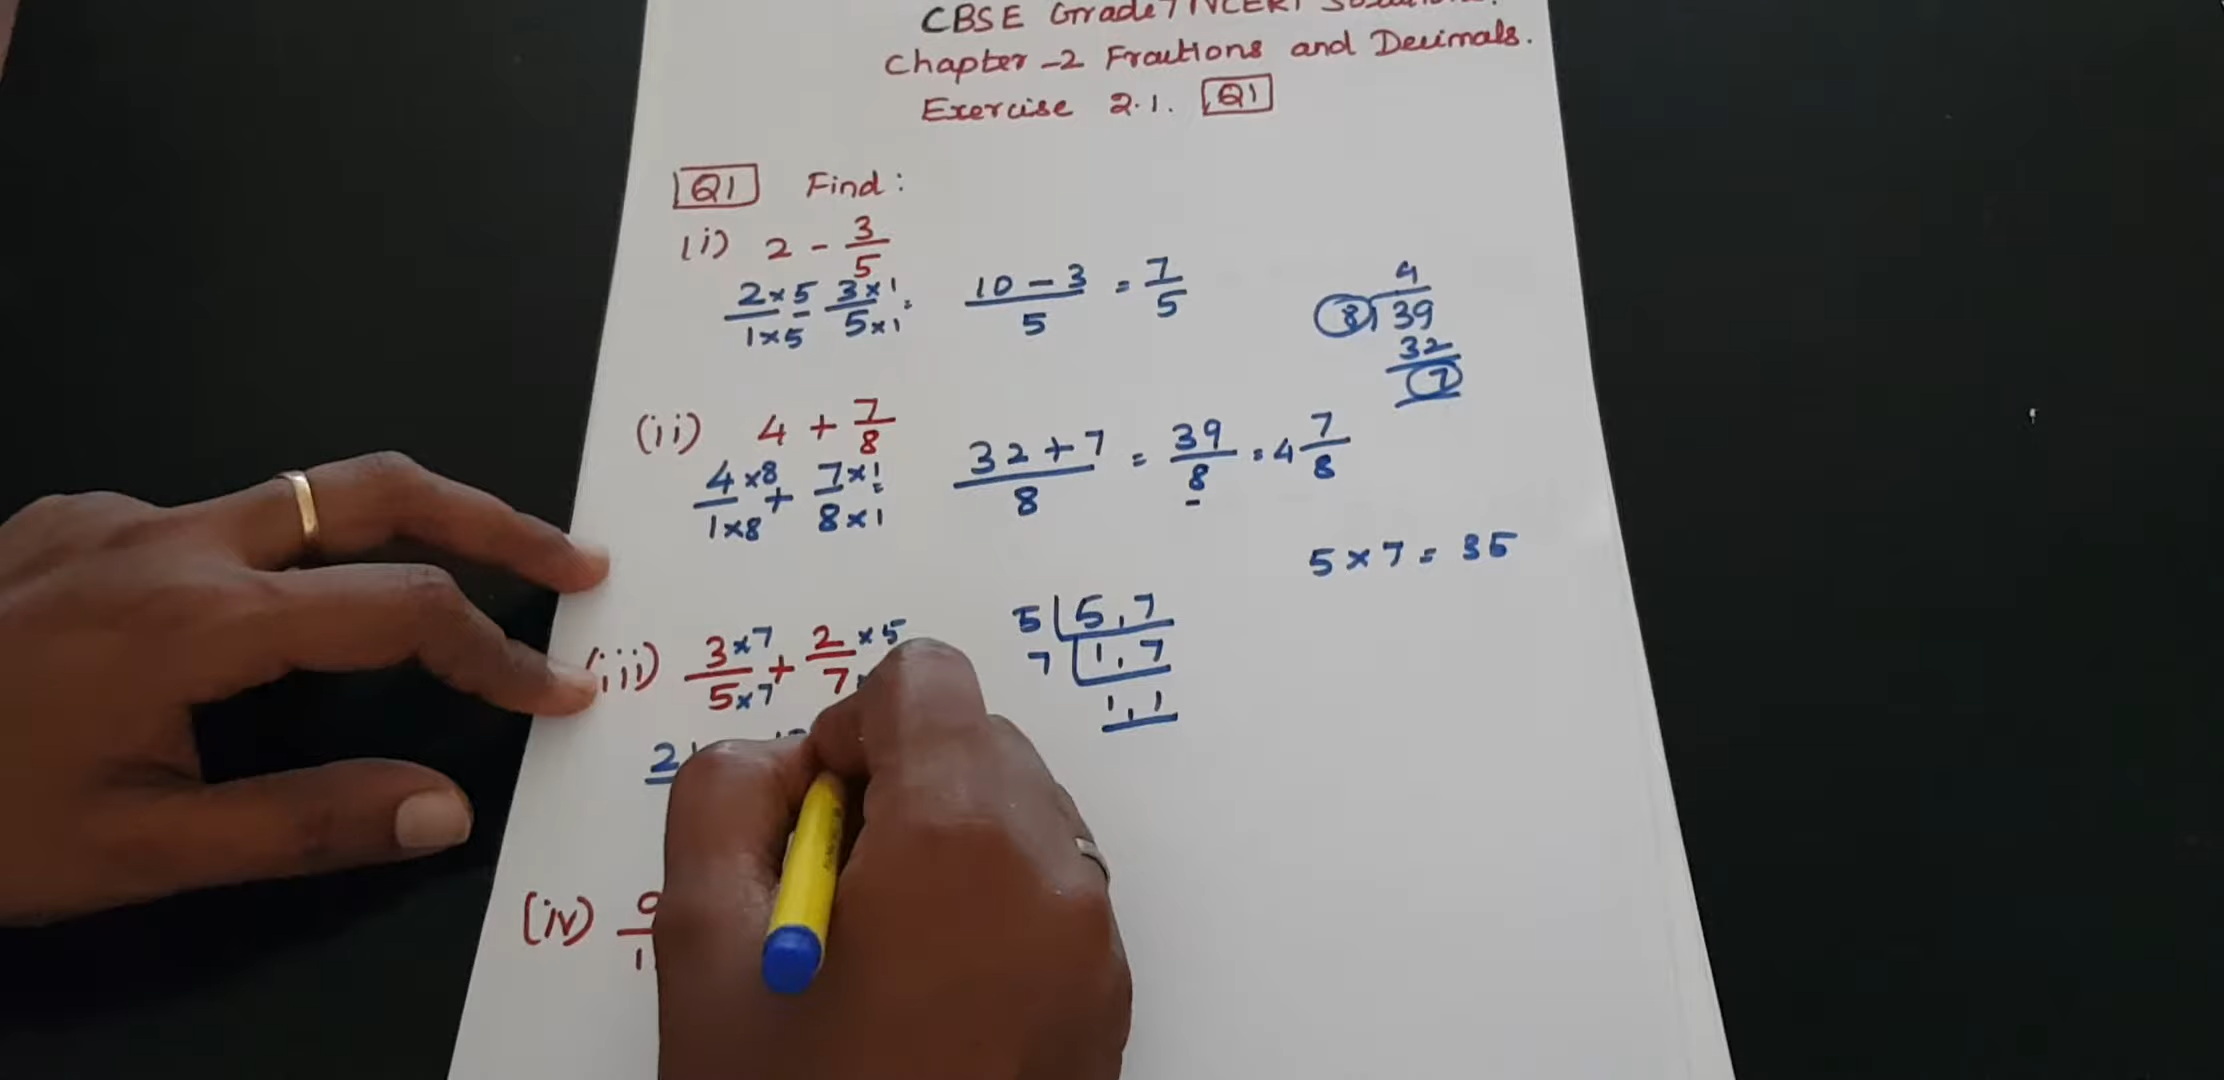 CBSE Grade 7 NCERT
Chapter -2 Fractions and Decimals.
Exercise 2.1. Q1
Q1 Find :
(i) 2 - 3/5
2×5/1×5 - 3×1/5×1 = 10 - 3/5 = 7/5
4
8) 39
32
7
(ii) 4 + 7/8
4×8/1×8 + 7×1/8×1 = 32 + 7/8 = 39/8 = 4 7/8
5 × 7 = 35
(iii) 3×7/5×7 + 2×5/7
5 | 5, 7
7 | 1, 7
1, 1
(iv)